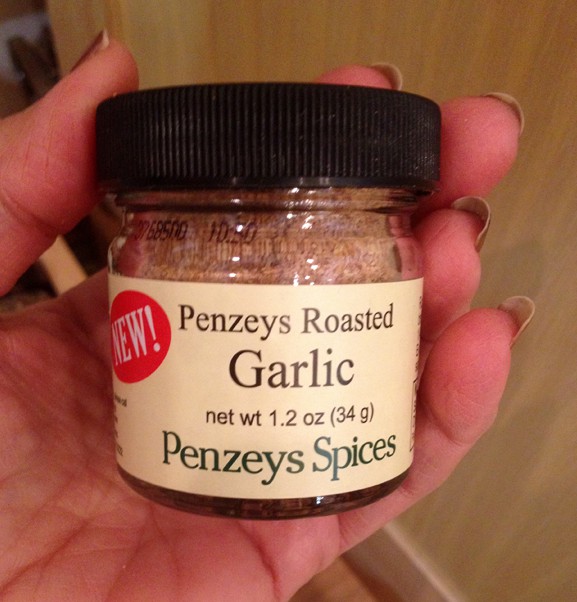 NEW!
Penzeys Roasted
Garlic
net wt 1.2 oz (34 g)
Penzeys Spices